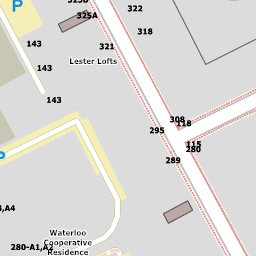 P
325B
322
325A
318
143
321
Lester Lofts
143
143
308
118
295
115
280
289
P
A,A4
Waterloo
Cooperative
Residence
280-A1,A2